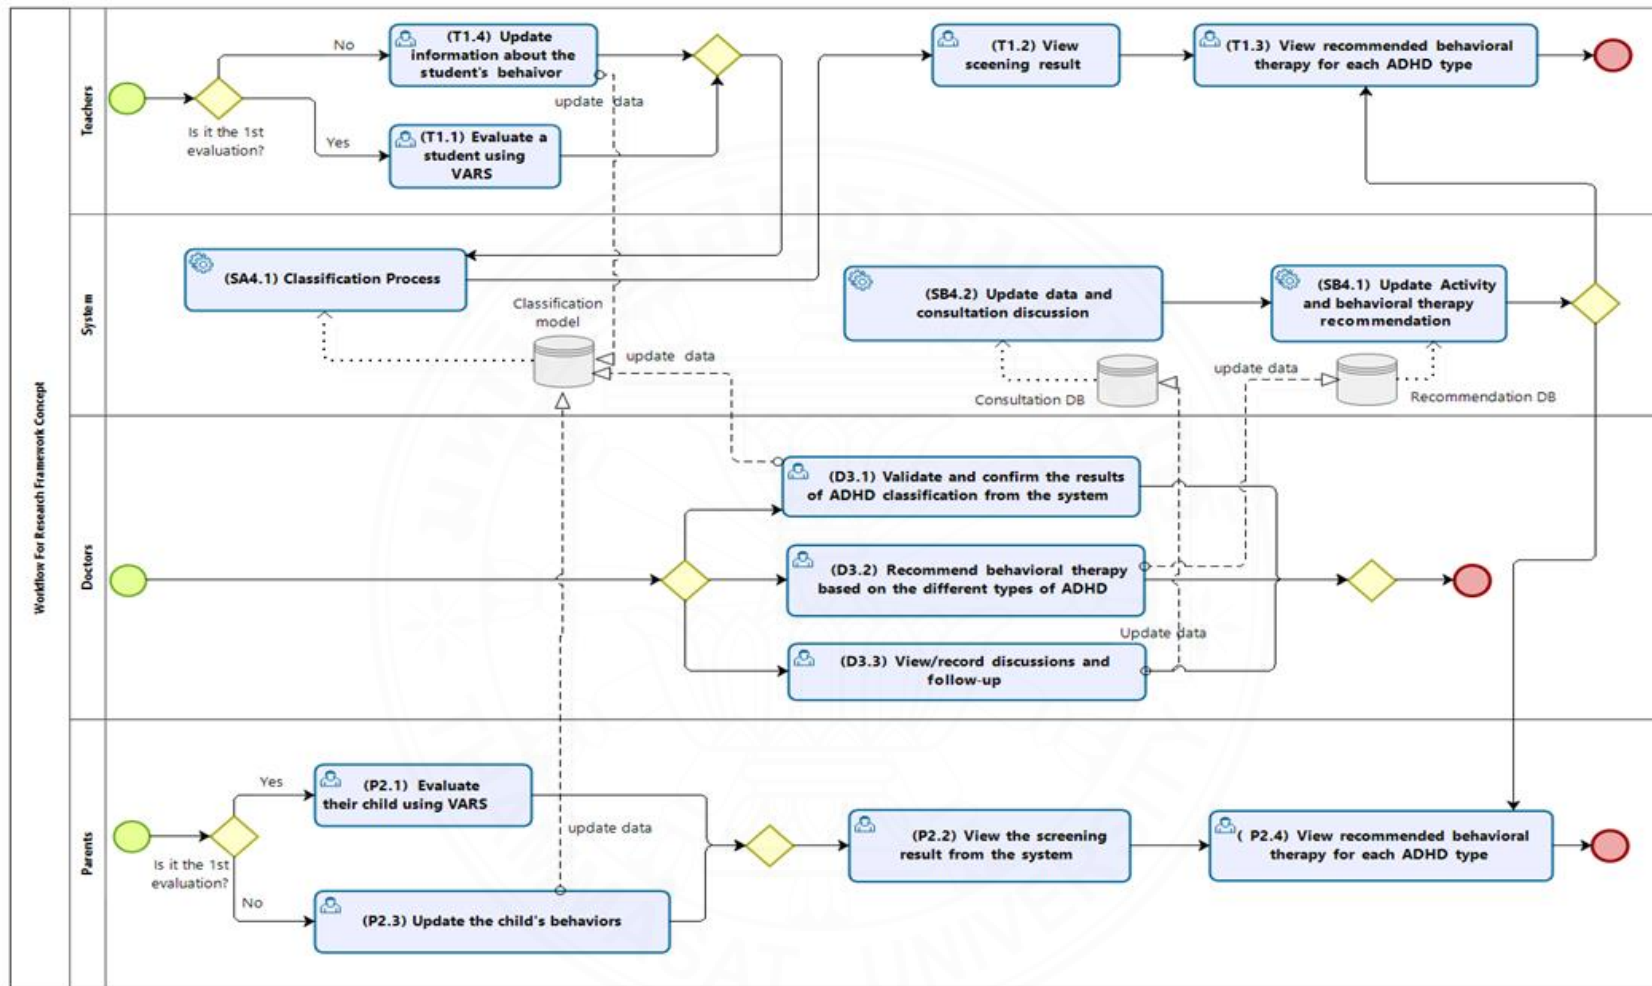 Workflow For Research Framework Concept
Teachers
Is it the 1st
evaluation?
No
Yes
(T1.4) Update
information about the
student's behaivor
update data
(T1.1) Evaluate a
student using
VARS
(T1.2) View
sceening result
(T1.3) View recommended behavioral
therapy for each ADHD type
System
(SA4.1) Classification Process
Classification
model
update data
(SB4.2) Update data and
consultation discussion
Consultation DB
(SB4.1) Update Activity
and behavioral therapy
recommendation
update data
Recommendation DB
Doctors
(D3.1) Validate and confirm the results
of ADHD classification from the system
(D3.2) Recommend behavioral therapy
based on the different types of ADHD
Update data
(D3.3) View/record discussions and
follow-up
Parents
Is it the 1st
evaluation?
Yes
No
(P2.1) Evaluate
their child using VARS
update data
(P2.3) Update the child's behaviors
(P2.2) View the screening
result from the system
( P2.4) View recommended behavioral
therapy for each ADHD type